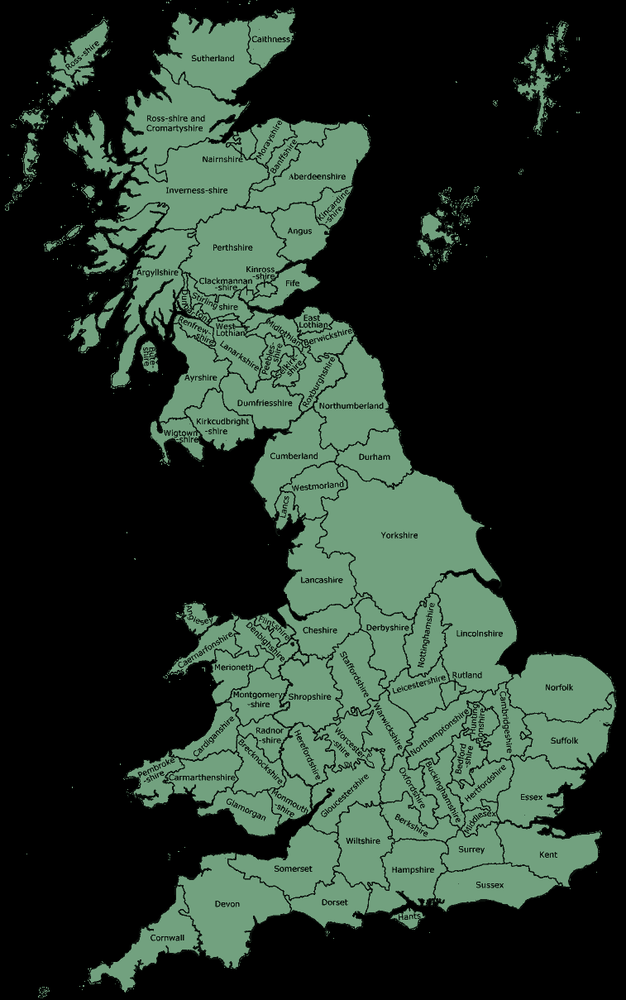 Ross-shire
Caithness
Sutherland
Ross-shire and
Cromartyshire
Morayshire
Nairnshire
Banffshire
Aberdeenshire
Inverness-shire
Kincardine
-shire
Angus
Perthshire
Argyllshire
Kinross
-shire
Clackmannan
-shire
Fife
Stirlingshire
Renfrew-
shire
West
Lothian
Midlothian
East
Lothian
Berwickshire
Bute-
shire
Lanarkshire
Peebles-
shire
Selkirk-
shire
Roxburghshire
Ayrshire
Dumfriesshire
Northumberland
Kirkcudbright
-shire
Wigtown
-shire
Cumberland
Durham
Westmorland
Lancs
Yorkshire
Lancashire
Anglesey
Flintshire
Denbighshire
Caernarfonshire
Cheshire
Derbyshire
Nottinghamshire
Lincolnshire
Merioneth
Staffordshire
Leicestershire
Rutland
Norfolk
Montgomery
-shire
Shropshire
Warwickshire
Northamptonshire
Hunting
donshire
Cambridgeshire
Suffolk
Cardiganshire
Radnor
-shire
Herefordshire
Worcester
-shire
Bedford
-shire
Pembroke
-shire
Carmarthenshire
Brecknockshire
Monmouth
-shire
Glamorgan
Gloucestershire
Oxfordshire
Buckinghamshire
Hertfordshire
Essex
Middlesex
Berkshire
Wiltshire
Surrey
Kent
Somerset
Hampshire
Sussex
Devon
Dorset
Hants
Cornwall